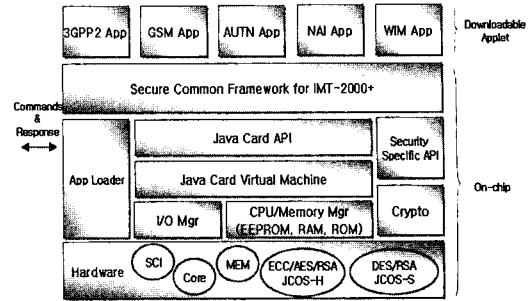 3GPP2 App
GSM App
AUTN App
NAI App
WIM App
Downloadable
Applet
Secure Common Framework for IMT-2000+
Commands
&
Response
App Loader
Java Card API
Java Card Virtual Machine
I/O Mgr
CPU/Memory Mgr
(EEPROM, RAM, ROM)
Security
Specific API
Crypto
On-chip
Hardware
SCI
Core
MEM
ECC/AES/RSA
JCOS-H
DES/RSA
JCOS-S